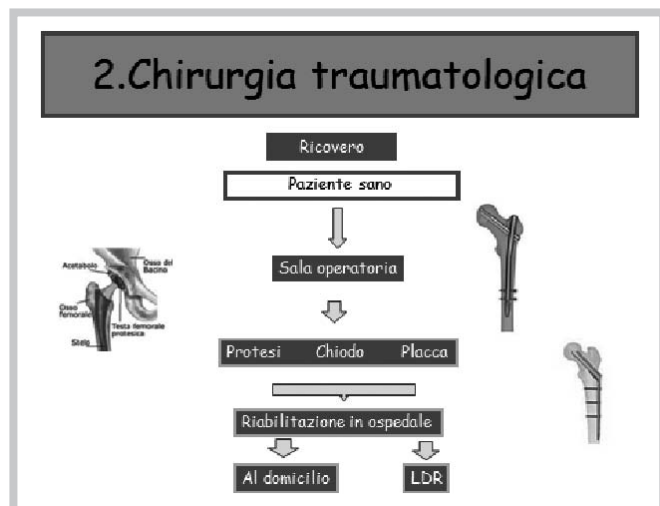 2.Chirurgia traumatologica
Ricovero
Paziente sano
Sala operatoria
Acetabolo
Osso del
Bacino
Osso
femorale
Testa femorale
protesica
Stelo
Protesi Chiodo Placca
Riabilitazione in ospedale
Al domicilio LDR